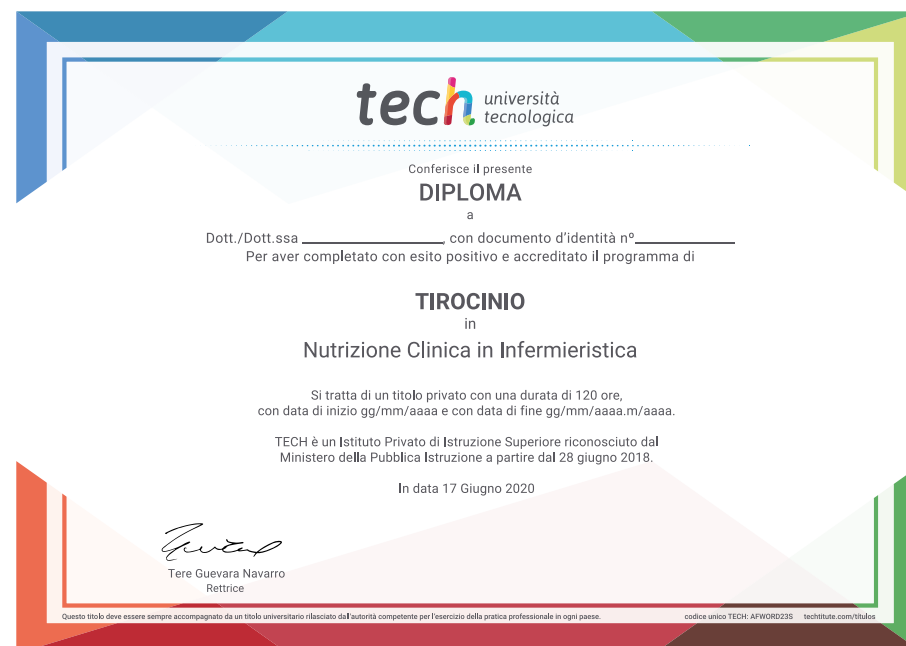 tech università
tecnologica
Conferisce il presente
DIPLOMA
a
Dott./Dott.ssa ____________________, con documento d'identità nº______________
Per aver completato con esito positivo e accreditato il programma di
TIROCINIO
in
Nutrizione Clinica in Infermieristica
Si tratta di un titolo privato con una durata di 120 ore,
con data di inizio gg/mm/aaaa e con data di fine gg/mm/aaaa.m/aaaa.
TECH è un Istituto Privato di Istruzione Superiore riconosciuto dal
Ministero della Pubblica Istruzione a partire dal 28 giugno 2018.
In data 17 Giugno 2020
Tere Guevara Navarro
Rettrice
Questo titolo deve essere sempre accompagnato da un titolo universitario rilasciato dall'autorità competente per l'esercizio della pratica professionale in ogni paese. codice unico TECH: AFWORD23S techtitute.com/titulos